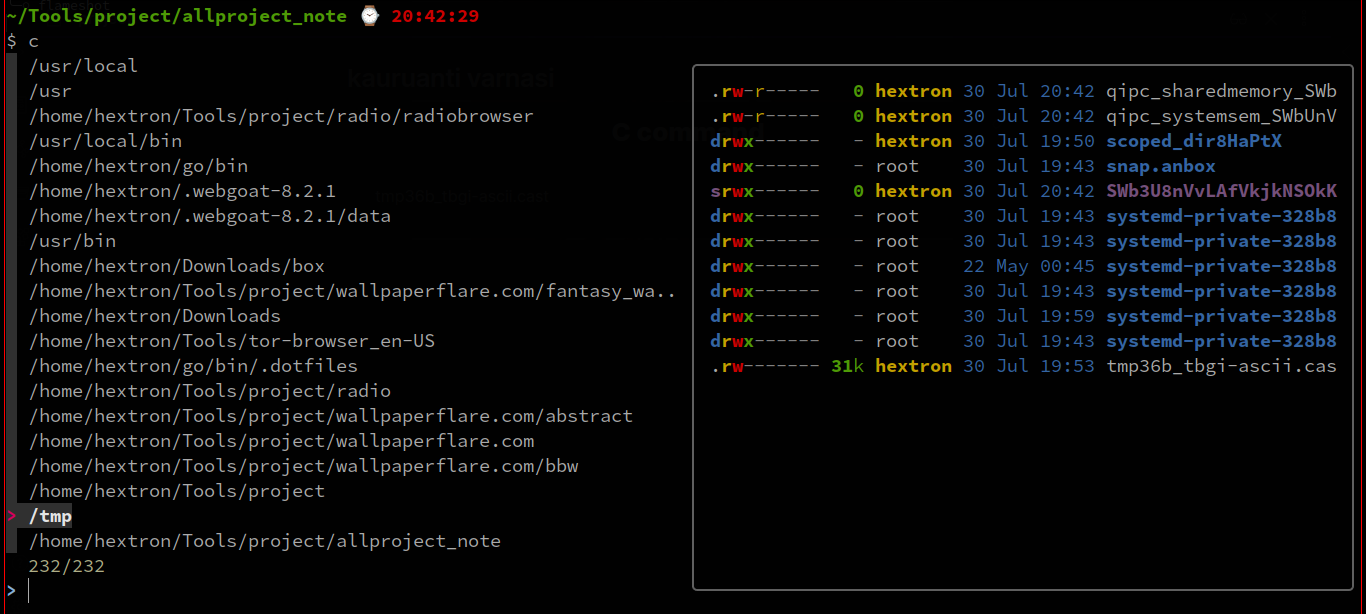 ~/Tools/project/allproject_note ⌚ 20:42:29
$ c
/usr/local
/usr
/home/hextron/Tools/project/radio/radiobrowser
/usr/local/bin
/home/hextron/go/bin
/home/hextron/.webgoat-8.2.1
/home/hextron/.webgoat-8.2.1/data
/usr/bin
/home/hextron/Downloads/box
/home/hextron/Tools/project/wallpaperflare.com/fantasy_wa..
/home/hextron/Downloads
/home/hextron/Tools/tor-browser_en-US
/home/hextron/go/bin/.dotfiles
/home/hextron/Tools/project/radio
/home/hextron/Tools/project/wallpaperflare.com/abstract
/home/hextron/Tools/project/wallpaperflare.com
/home/hextron/Tools/project/wallpaperflare.com/bbw
/home/hextron/Tools/project
> /tmp
/home/hextron/Tools/project/allproject_note
232/232
>
.rw-r----- 0 hextron 30 Jul 20:42 qipc_sharedmemory_SWb
.rw-r----- 0 hextron 30 Jul 20:42 qipc_systemsem_SWbUnV
drwx------ - hextron 30 Jul 19:50 scoped_dir8HaPtX
drwx------ - root 30 Jul 19:43 snap.anbox
srwx------ 0 hextron 30 Jul 20:42 SWb3U8nVvLAfVkjkNSOkK
drwx------ - root 30 Jul 19:43 systemd-private-328b8
drwx------ - root 30 Jul 19:43 systemd-private-328b8
drwx------ - root 22 May 00:45 systemd-private-328b8
drwx------ - root 30 Jul 19:43 systemd-private-328b8
drwx------ - root 30 Jul 19:59 systemd-private-328b8
drwx------ - root 30 Jul 19:43 systemd-private-328b8
.rw------- 31k hextron 30 Jul 19:53 tmp36b_tbgi-ascii.cas